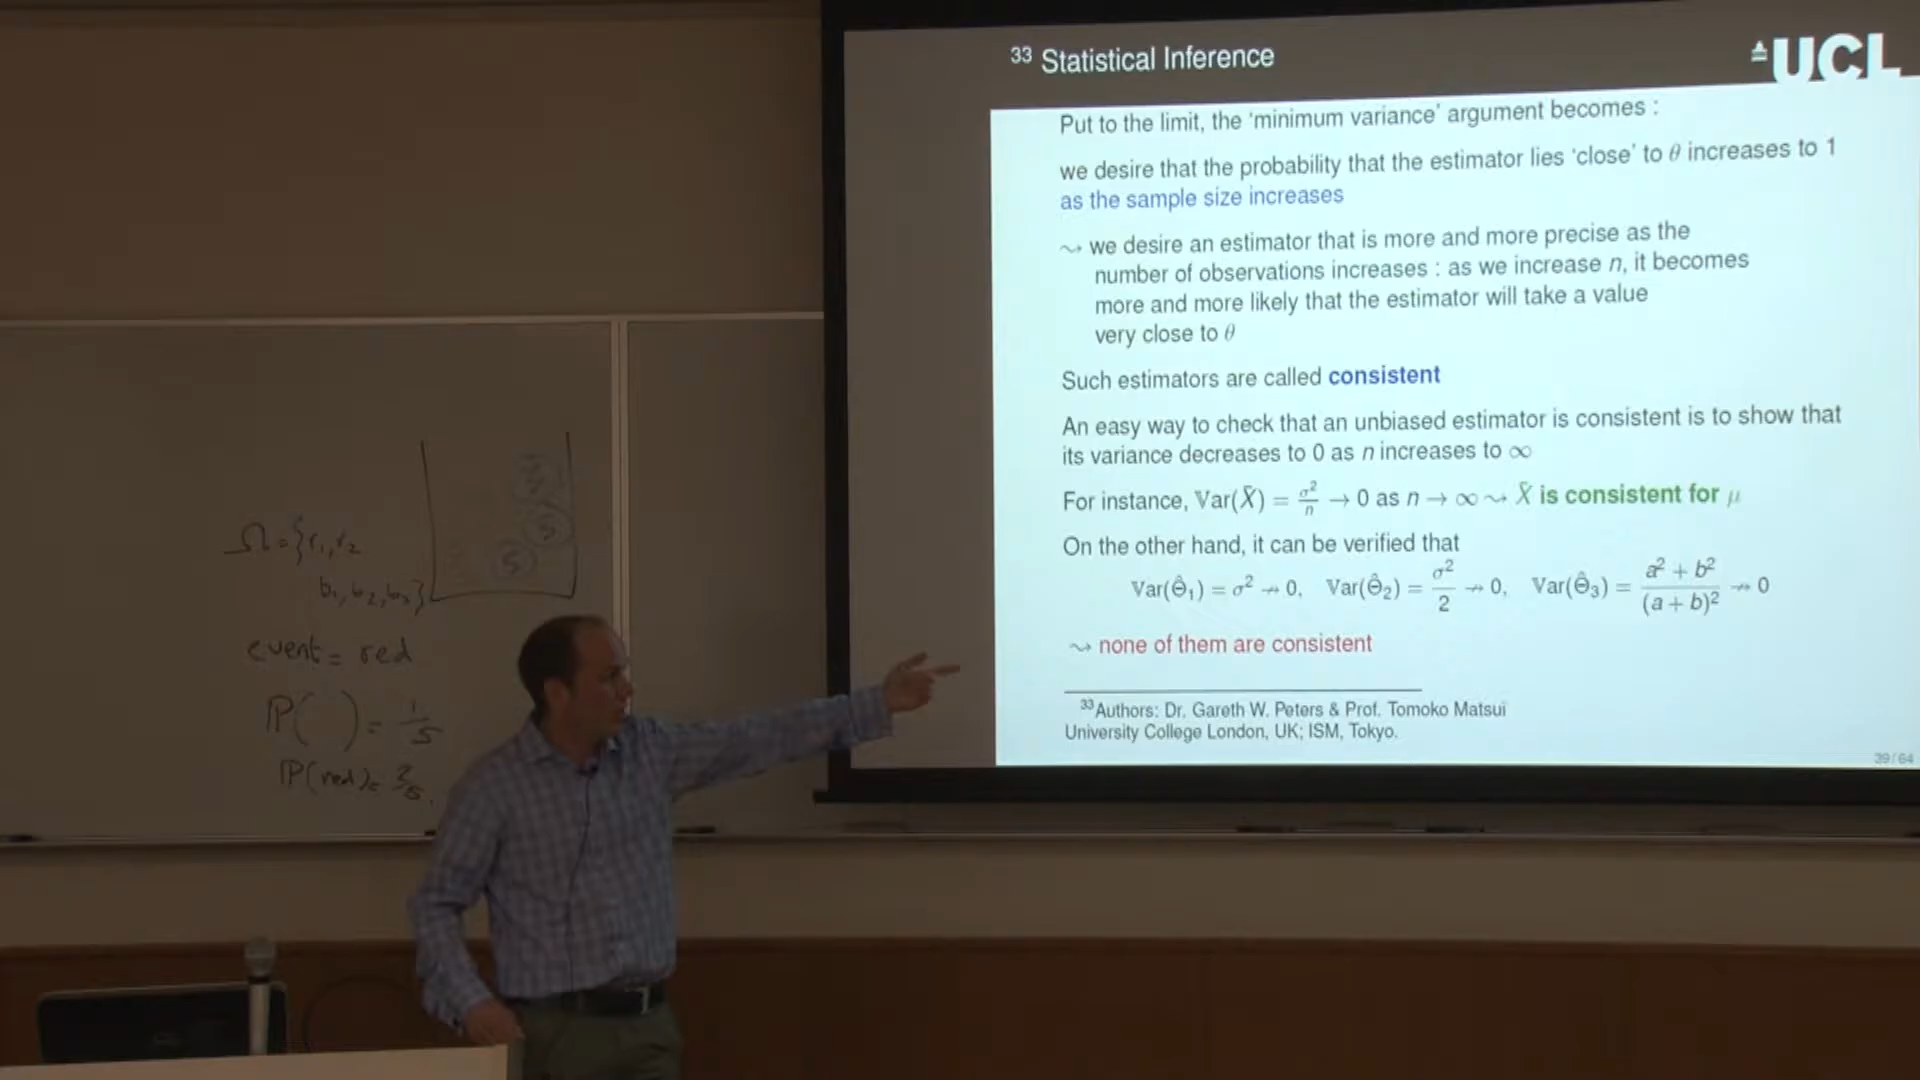 33 Statistical Inference
UCL
Put to the limit, the ‘minimum variance’ argument becomes :
we desire that the probability that the estimator lies ‘close’ to θ increases to 1
as the sample size increases
⤳ we desire an estimator that is more and more precise as the
number of observations increases : as we increase n, it becomes
more and more likely that the estimator will take a value
very close to θ
Such estimators are called consistent
An easy way to check that an unbiased estimator is consistent is to show that
its variance decreases to 0 as n increases to ∞
For instance, Var(X̄) = σ²/n → 0 as n → ∞ ⤳ X̄ is consistent for μ
On the other hand, it can be verified that
Var(Θ̂₁) = σ² ↛ 0, Var(Θ̂₂) = σ²/2 ↛ 0, Var(Θ̂₃) = (a² + b²)/(a + b)² ↛ 0
⤳ none of them are consistent
33 Authors: Dr. Gareth W. Peters & Prof. Tomoko Matsui
University College London, UK; ISM, Tokyo.
39 / 64
Ω = {r₁, r₂
b₁, b₂, b₃}
event = red
P( ) = 1/5
P(red) = 2/5